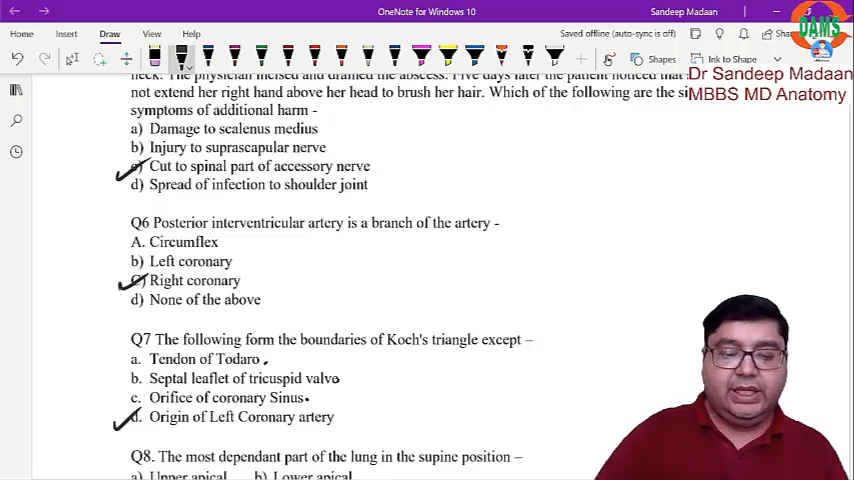 OneNote for Windows 10
Sandeep Madaan
Home Insert Draw View Help
Saved offline (auto-sync is off)
Share
Shapes
Ink to Shape
DAMS
Dr Sandeep Madaan
MBBS MD Anatomy
neck. The physician incised and drained the abscess. Five days later the patient noticed that
not extend her right hand above her head to brush her hair. Which of the following are the
symptoms of additional harm -
a) Damage to scalenus medius
b) Injury to suprascapular nerve
c) Cut to spinal part of accessory nerve
d) Spread of infection to shoulder joint
Q6 Posterior interventricular artery is a branch of the artery -
A. Circumflex
b) Left coronary
C) Right coronary
d) None of the above
Q7 The following form the boundaries of Koch's triangle except –
a. Tendon of Todaro
b. Septal leaflet of tricuspid valve
c. Orifice of coronary Sinus
d. Origin of Left Coronary artery
Q8. The most dependant part of the lung in the supine position –
a) Upper apical b) Lower apical